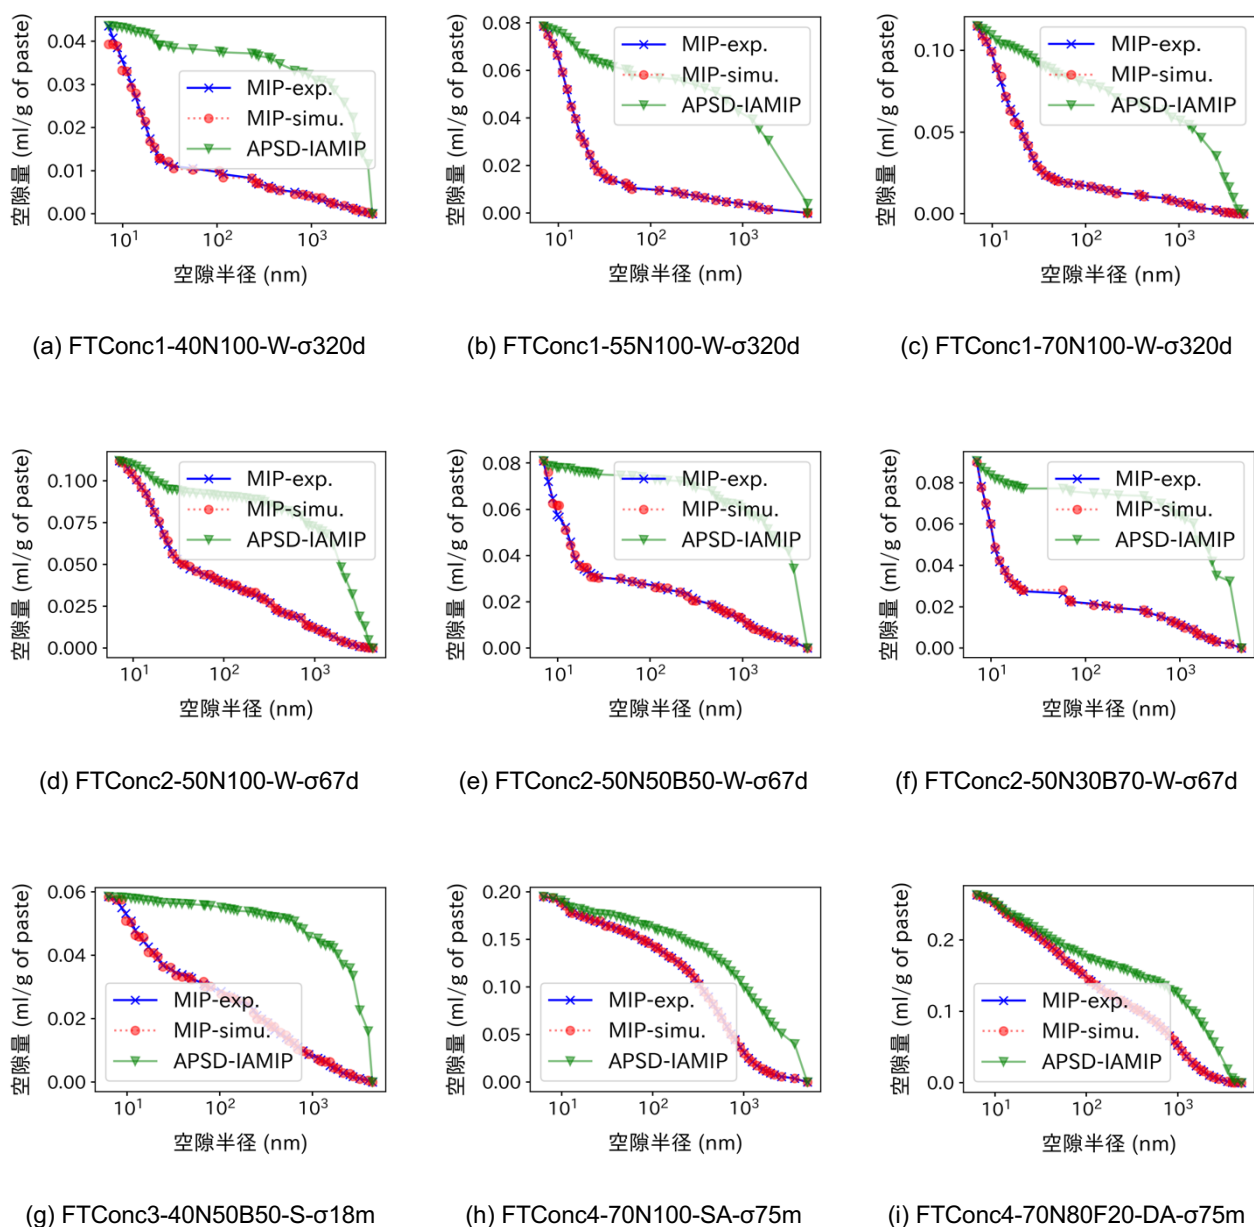 空隙量 (ml/g of paste)
0.04
0.03
0.02
0.01
0.00
MIP-exp.
MIP-simu.
APSD-IAMIP
10¹ 10² 10³
空隙半径 (nm)
(a) FTConc1-40N100-W-σ320d
空隙量 (ml/g of paste)
0.08
0.06
0.04
0.02
0.00
MIP-exp.
MIP-simu.
APSD-IAMIP
10¹ 10² 10³
空隙半径 (nm)
(b) FTConc1-55N100-W-σ320d
空隙量 (ml/g of paste)
0.10
0.05
0.00
MIP-exp.
MIP-simu.
APSD-IAMIP
10¹ 10² 10³
空隙半径 (nm)
(c) FTConc1-70N100-W-σ320d
空隙量 (ml/g of paste)
0.100
0.075
0.050
0.025
0.000
MIP-exp.
MIP-simu.
APSD-IAMIP
10¹ 10² 10³
空隙半径 (nm)
(d) FTConc2-50N100-W-σ67d
空隙量 (ml/g of paste)
0.08
0.06
0.04
0.02
0.00
MIP-exp.
MIP-simu.
APSD-IAMIP
10¹ 10² 10³
空隙半径 (nm)
(e) FTConc2-50N50B50-W-σ67d
空隙量 (ml/g of paste)
0.08
0.06
0.04
0.02
0.00
MIP-exp.
MIP-simu.
APSD-IAMIP
10¹ 10² 10³
空隙半径 (nm)
(f) FTConc2-50N30B70-W-σ67d
空隙量 (ml/g of paste)
0.06
0.04
0.02
0.00
MIP-exp.
MIP-simu.
APSD-IAMIP
10¹ 10² 10³
空隙半径 (nm)
(g) FTConc3-40N50B50-S-σ18m
空隙量 (ml/g of paste)
0.20
0.15
0.10
0.05
0.00
MIP-exp.
MIP-simu.
APSD-IAMIP
10¹ 10² 10³
空隙半径 (nm)
(h) FTConc4-70N100-SA-σ75m
空隙量 (ml/g of paste)
0.2
0.1
0.0
MIP-exp.
MIP-simu.
APSD-IAMIP
10¹ 10² 10³
空隙半径 (nm)
(i) FTConc4-70N80F20-DA-σ75m